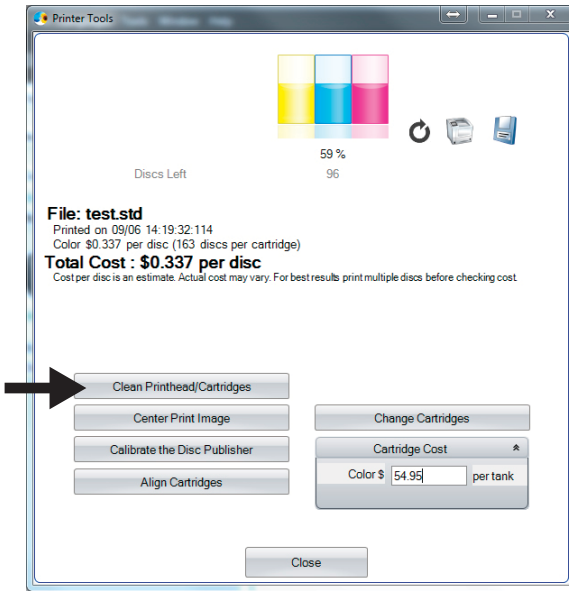 Printer Tools
59 %
Discs Left 96
File: test.std
Printed on 09/06 14:19:32:114
Color $0.337 per disc (163 discs per cartridge)
Total Cost : $0.337 per disc
Cost per disc is an estimate. Actual cost may vary. For best results print multiple discs before checking cost.
Clean Printhead/Cartridges
Center Print Image Change Cartridges
Calibrate the Disc Publisher Cartridge Cost
Align Cartridges Color $ 54.95 per tank
Close